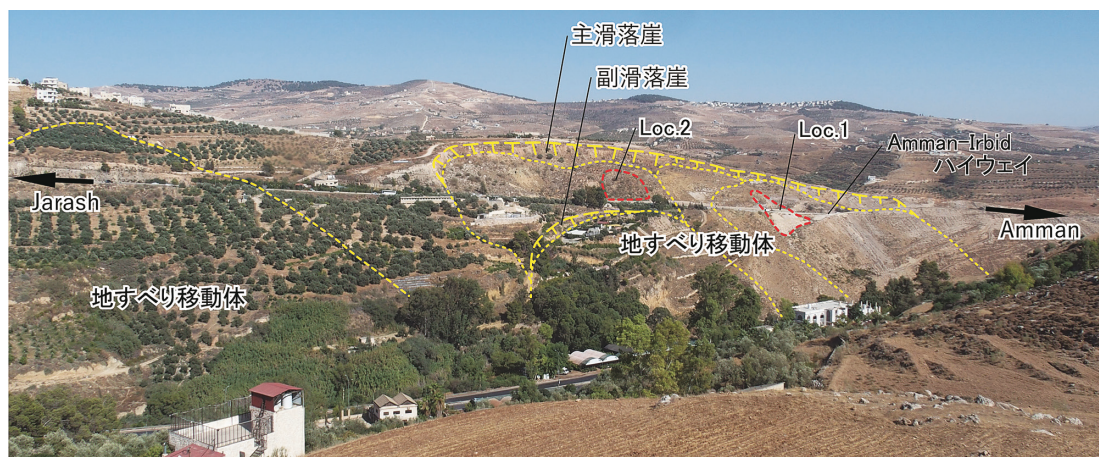 主滑落崖
副滑落崖
Loc.2
Loc.1
Amman-Irbid
ハイウェイ
Jarash
Amman
地すべり移動体
地すべり移動体